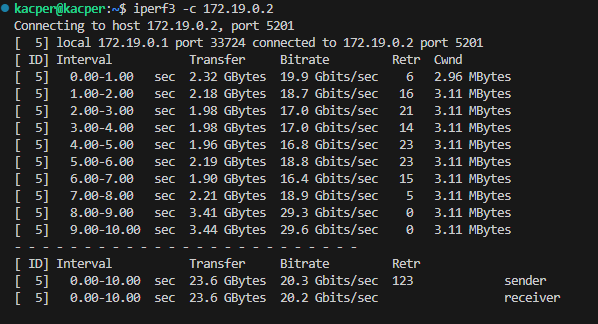 kacper@kacper:~$ iperf3 -c 172.19.0.2
Connecting to host 172.19.0.2, port 5201
[  5] local 172.19.0.1 port 33724 connected to 172.19.0.2 port 5201
[ ID] Interval           Transfer     Bitrate         Retr  Cwnd
[  5]   0.00-1.00   sec  2.32 GBytes  19.9 Gbits/sec    6   2.96 MBytes
[  5]   1.00-2.00   sec  2.18 GBytes  18.7 Gbits/sec   16   3.11 MBytes
[  5]   2.00-3.00   sec  1.98 GBytes  17.0 Gbits/sec   21   3.11 MBytes
[  5]   3.00-4.00   sec  1.98 GBytes  17.0 Gbits/sec   14   3.11 MBytes
[  5]   4.00-5.00   sec  1.96 GBytes  16.8 Gbits/sec   23   3.11 MBytes
[  5]   5.00-6.00   sec  2.19 GBytes  18.8 Gbits/sec   23   3.11 MBytes
[  5]   6.00-7.00   sec  1.90 GBytes  16.4 Gbits/sec   15   3.11 MBytes
[  5]   7.00-8.00   sec  2.21 GBytes  18.9 Gbits/sec    5   3.11 MBytes
[  5]   8.00-9.00   sec  3.41 GBytes  29.3 Gbits/sec    0   3.11 MBytes
[  5]   9.00-10.00  sec  3.44 GBytes  29.6 Gbits/sec    0   3.11 MBytes
- - - - - - - - - - - - - - - - - - - - - - - - -
[ ID] Interval           Transfer     Bitrate         Retr
[  5]   0.00-10.00  sec  23.6 GBytes  20.3 Gbits/sec  123             sender
[  5]   0.00-10.00  sec  23.6 GBytes  20.2 Gbits/sec                  receiver